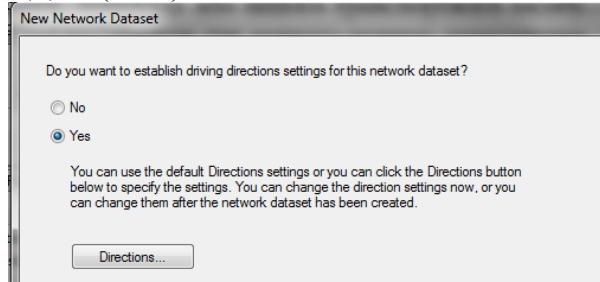 New Network Dataset
Do you want to establish driving directions settings for this network dataset?
No
Yes
You can use the default Directions settings or you can click the Directions button
below to specify the settings. You can change the direction settings now, or you
can change them after the network dataset has been created.
Directions...